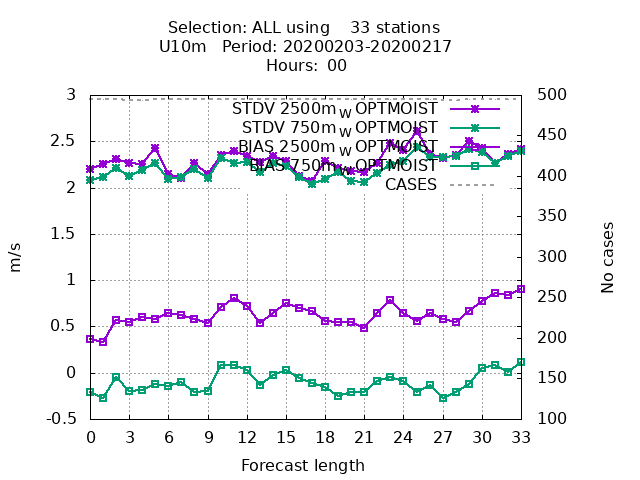 Selection: ALL using 33 stations
U10m Period: 20200203-20200217
Hours: 00
STDV 2500m_W OPTMOIST
STDV 750m_W OPTMOIST
BIAS 2500m_W OPTMOIST
BIAS 750m_W OPTMOIST
CASES
3
2.5
2
1.5
1
0.5
0
-0.5
m/s
500
450
400
350
300
250
200
150
100
No cases
0 3 6 9 12 15 18 21 24 27 30 33
Forecast length